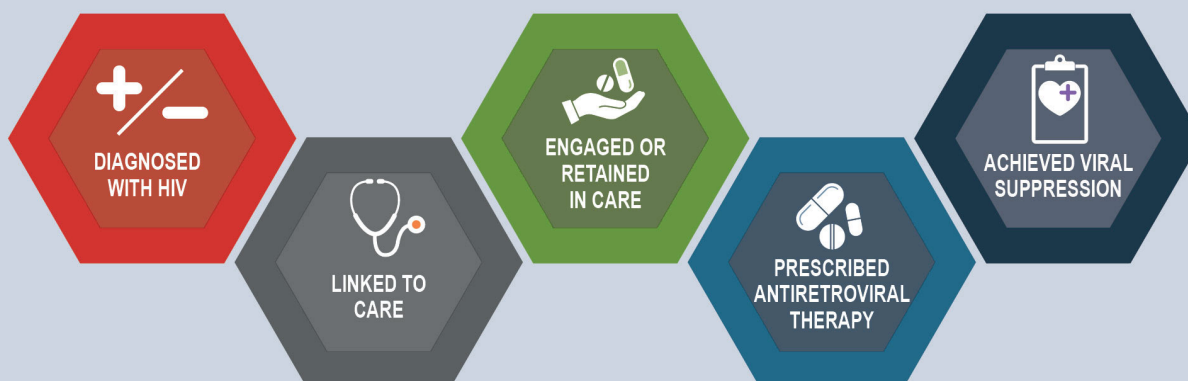 DIAGNOSED
WITH HIV
LINKED TO
CARE
ENGAGED OR
RETAINED
IN CARE
PRESCRIBED
ANTIRETROVIRAL
THERAPY
ACHIEVED VIRAL
SUPPRESSION